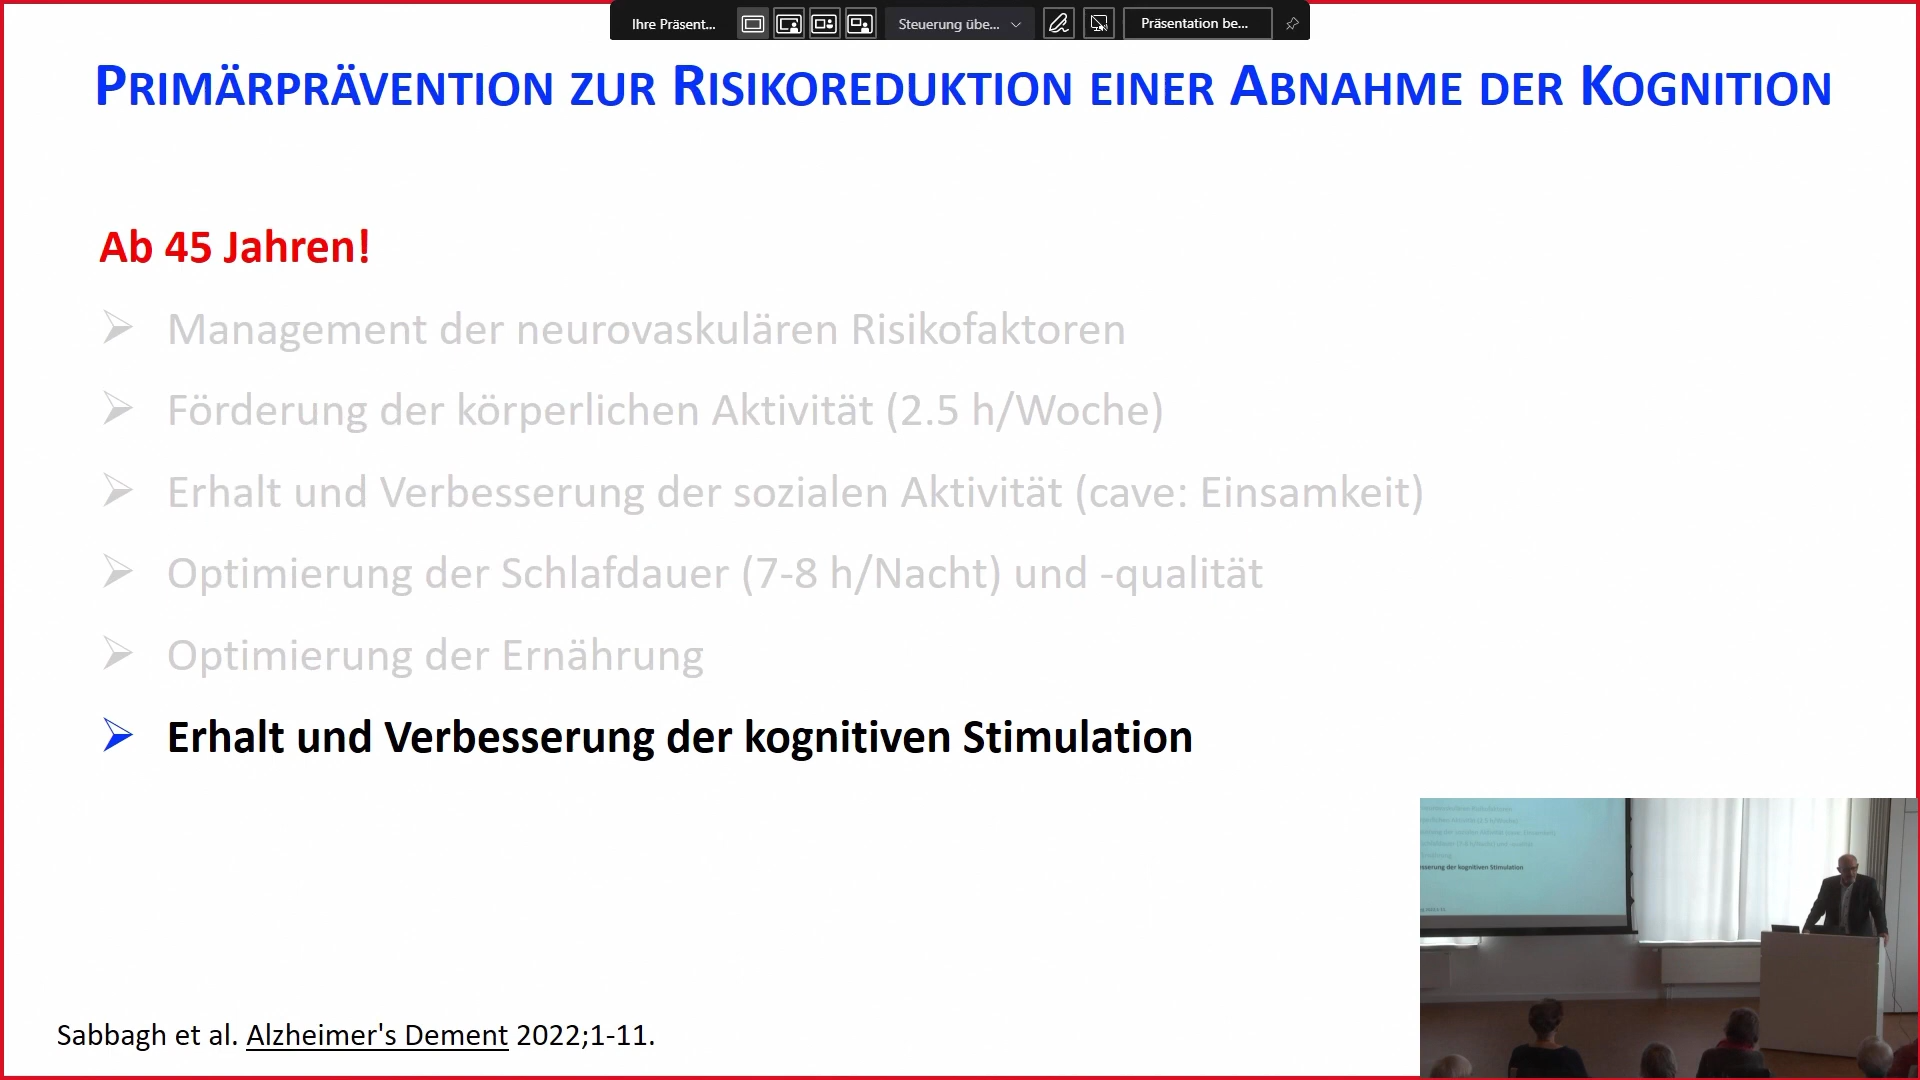 Ihre Präsent...
Steuerung übe...
Präsentation be...
PRIMÄRPRÄVENTION ZUR RISIKOREDUKTION EINER ABNAHME DER KOGNITION
Ab 45 Jahren!
Management der neurovaskulären Risikofaktoren
Förderung der körperlichen Aktivität (2.5 h/Woche)
Erhalt und Verbesserung der sozialen Aktivität (cave: Einsamkeit)
Optimierung der Schlafdauer (7-8 h/Nacht) und -qualität
Optimierung der Ernährung
Erhalt und Verbesserung der kognitiven Stimulation
der kognitiven Stimulation
Sabbagh et al. Alzheimer's Dement 2022;1-11.